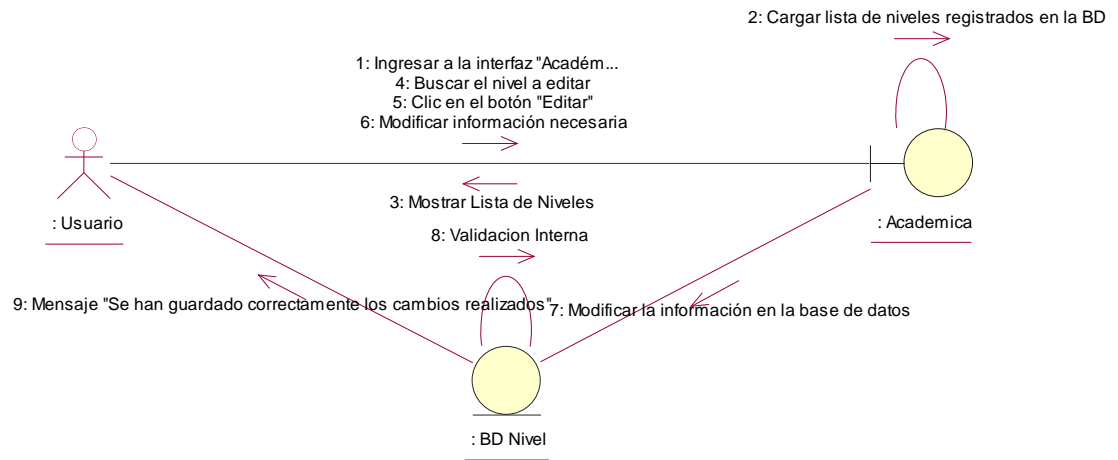 2: Cargar lista de niveles registrados en la BD
1: Ingresar a la interfaz "Académ...
4: Buscar el nivel a editar
5: Clic en el botón "Editar"
6: Modificar información necesaria
3: Mostrar Lista de Niveles
: Usuario
: Academica
8: Validacion Interna
9: Mensaje "Se han guardado correctamente los cambios realizados"
7: Modificar la información en la base de datos
: BD Nivel